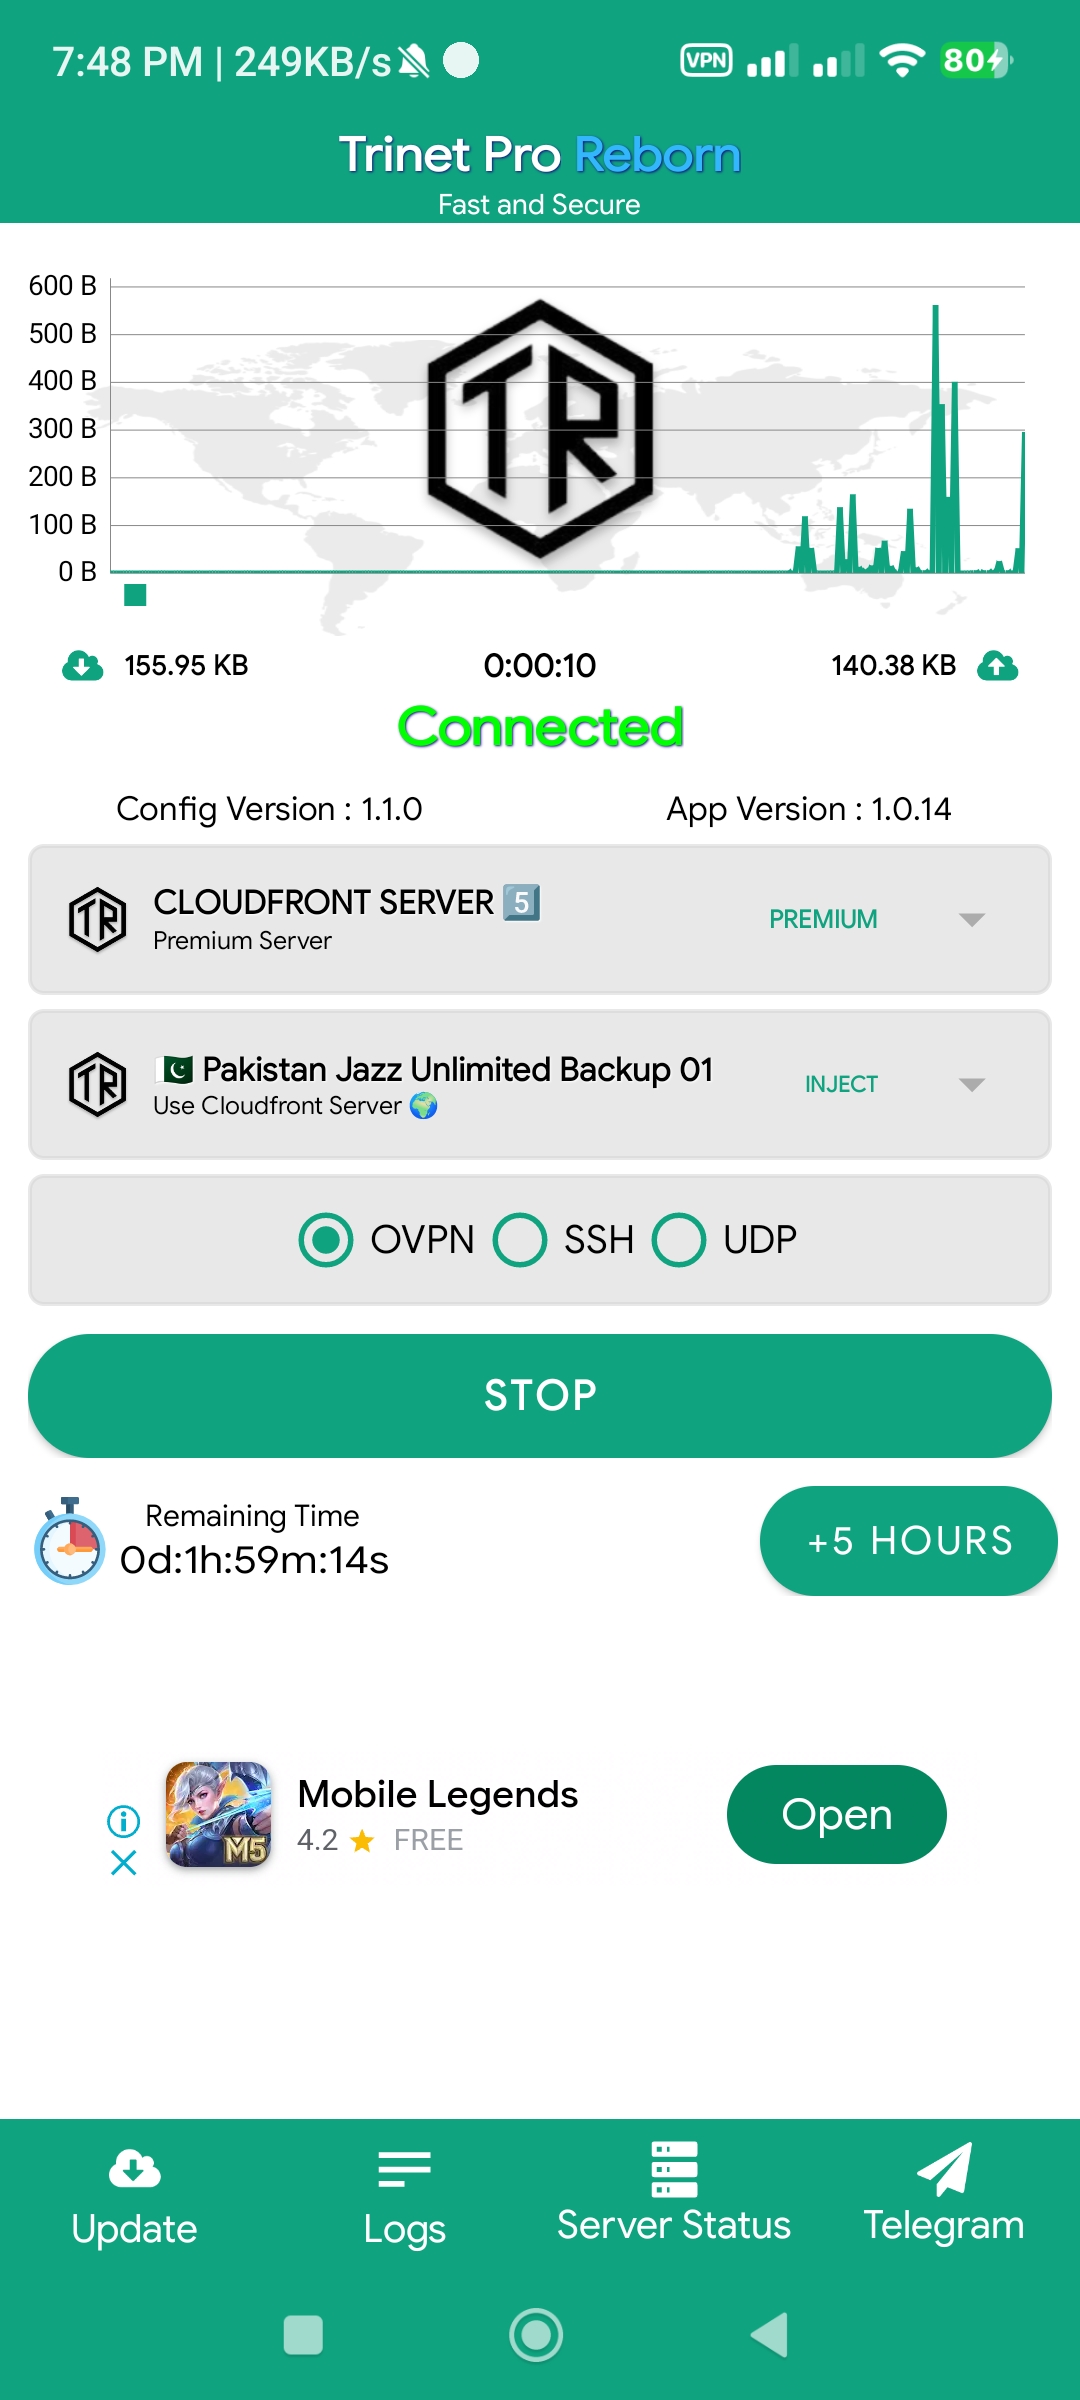 7:48 PM | 249KB/s
VPN
80
Trinet Pro Reborn
Fast and Secure
600 B
500 B
400 B
300 B
200 B
100 B
0 B
TR
155.95 KB
0:00:10
140.38 KB
Connected
Config Version : 1.1.0
App Version : 1.0.14
TR
CLOUDFRONT SERVER 5️⃣
Premium Server
PREMIUM
TR
🇵🇰 Pakistan Jazz Unlimited Backup 01
Use Cloudfront Server 🌍
INJECT
OVPN
SSH
UDP
STOP
Remaining Time
0d:1h:59m:14s
+5 HOURS
M5
Mobile Legends
4.2 ★ FREE
Open
Update
Logs
Server Status
Telegram